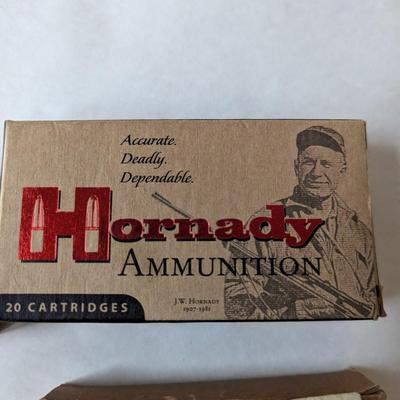 Accurate.
Deadly.
Dependable.
Hornady
AMMUNITION
20 CARTRIDGES
J.W. HORNADY
1907-1981